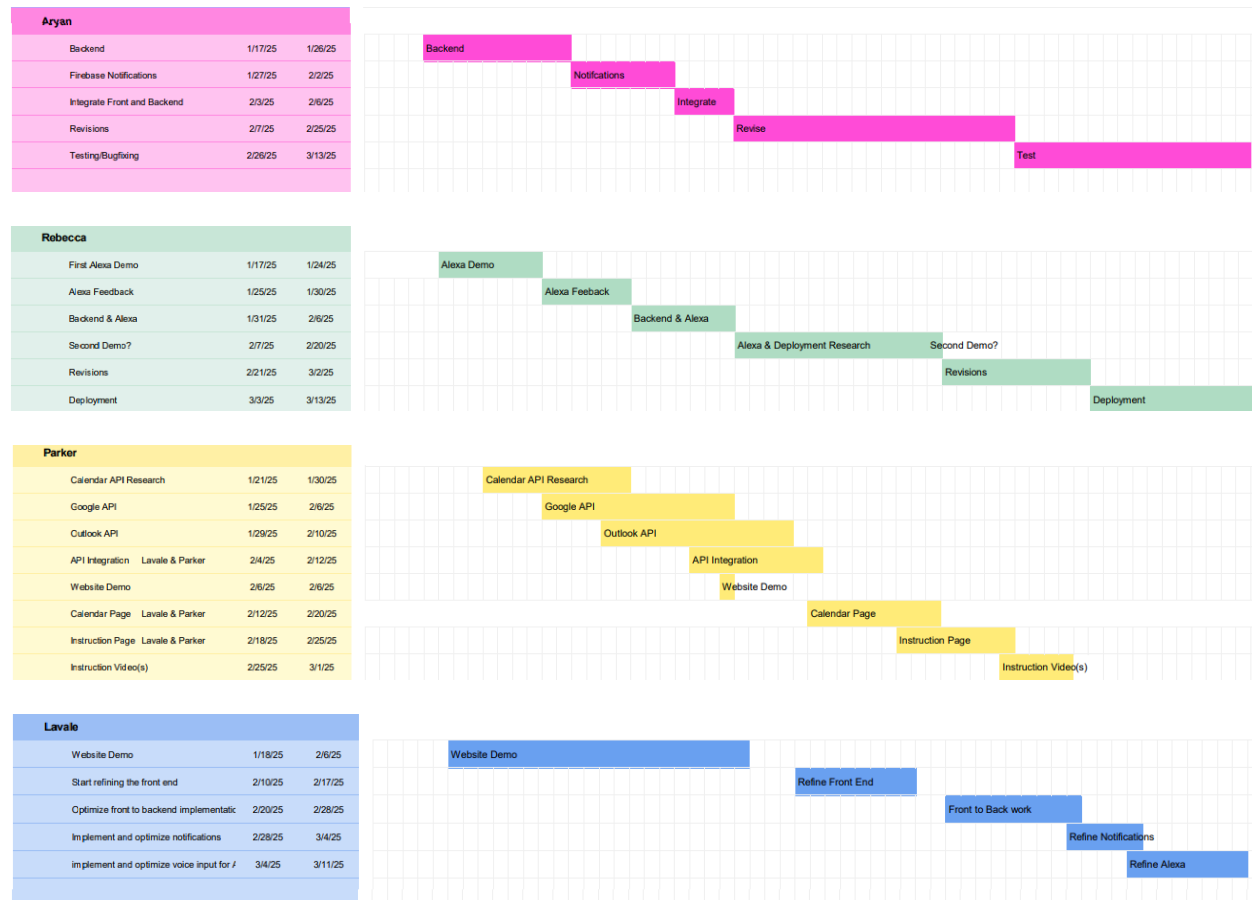 Aryan
Backend 1/17/25 1/26/25 Backend
Firebase Notifications 1/27/25 2/2/25 Notifcations
Integrate Front and Backend 2/3/25 2/6/25 Integrate
Revisions 2/7/25 2/25/25 Revise
Testing/Bugfixing 2/26/25 3/13/25 Test
Rebecca
First Alexa Demo 1/17/25 1/24/25 Alexa Demo
Alexa Feedback 1/25/25 1/30/25 Alexa Feeback
Backend & Alexa 1/31/25 2/6/25 Backend & Alexa
Second Demo? 2/7/25 2/20/25 Alexa & Deployment Research Second Demo?
Revisions 2/21/25 3/2/25 Revisions
Deployment 3/3/25 3/13/25 Deployment
Parker
Calendar API Research 1/21/25 1/30/25 Calendar API Research
Google API 1/25/25 2/6/25 Google API
Outlook API 1/29/25 2/10/25 Outlook API
API Integration Lavale & Parker 2/4/25 2/12/25 API Integration
Website Demo 2/6/25 2/6/25 Website Demo
Calendar Page Lavale & Parker 2/12/25 2/20/25 Calendar Page
Instruction Page Lavale & Parker 2/18/25 2/25/25 Instruction Page
Instruction Video(s) 2/25/25 3/1/25 Instruction Video(s)
Lavale
Website Demo 1/18/25 2/6/25 Website Demo
Start refining the front end 2/10/25 2/17/25 Refine Front End
Optimize front to backend implementatic 2/20/25 2/28/25 Front to Back work
Implement and optimize notifications 2/28/25 3/4/25 Refine Notifications
implement and optimize voice input for 3/4/25 3/11/25 Refine Alexa